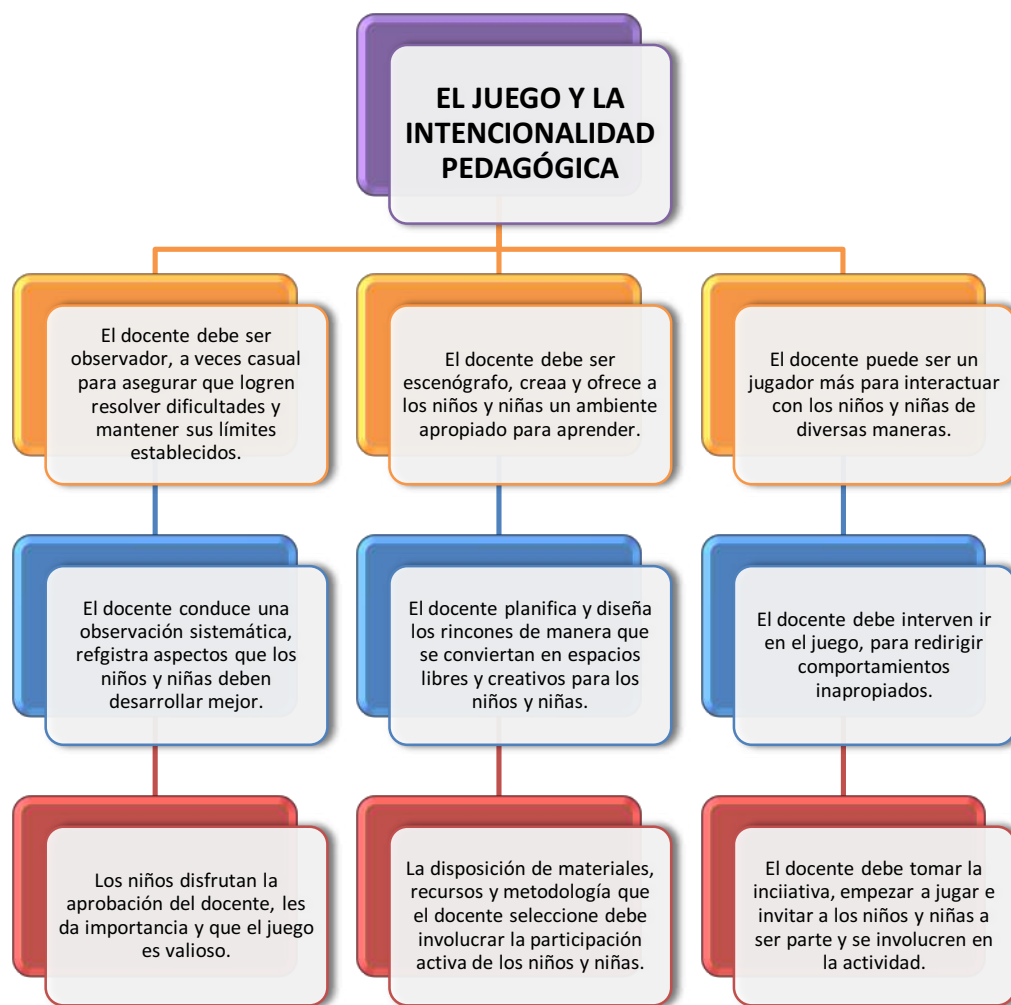 EL JUEGO Y LA
INTENCIONALIDAD
PEDAGÓGICA
El docente debe ser
observador, a veces casual
para asegurar que logren
resolver dificultades y
mantener sus límites
establecidos.
El docente debe ser
escenógrafo, creaa y ofrece a
los niños y niñas un ambiente
apropiado para aprender.
El docente puede ser un
jugador más para interactuar
con los niños y niñas de
diversas maneras.
El docente conduce una
observación sistemática,
refgistra aspectos que los
niños y niñas deben
desarrollar mejor.
El docente planifica y diseña
los rincones de manera que
se conviertan en espacios
libres y creativos para los
niños y niñas.
El docente debe interven ir
en el juego, para redirigir
comportamientos
inapropiados.
Los niños disfrutan la
aprobación del docente, les
da importancia y que el juego
es valioso.
La disposición de materiales,
recursos y metodología que
el docente seleccione debe
involucrar la participación
activa de los niños y niñas.
El docente debe tomar la
inciiativa, empezar a jugar e
invitar a los niños y niñas a
ser parte y se involucren en
la actividad.